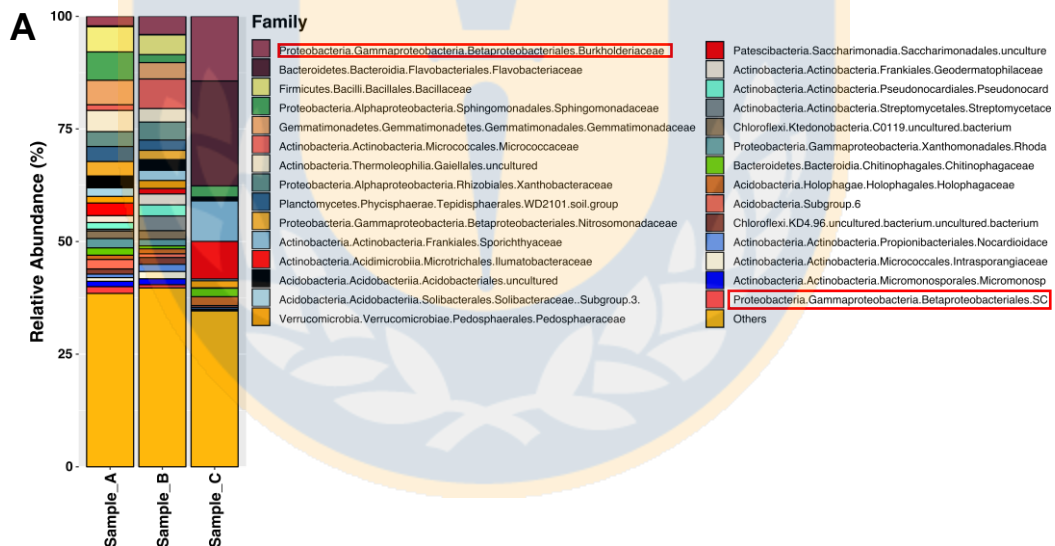 A
Relative Abundance (%)
100
75
50
25
0
Sample_A
Sample_B
Sample_C
Family
Proteobacteria.Gammaproteobacteria.Betaproteobacteriales.Burkholderiaceae
Bacteroidetes.Bacteroidia.Flavobacteriales.Flavobacteriaceae
Firmicutes.Bacilli.Bacillales.Bacillaceae
Proteobacteria.Alphaproteobacteria.Sphingomonadales.Sphingomonadaceae
Gemmatimonadetes.Gemmatimonadetes.Gemmatimonadales.Gemmatimonadaceae
Actinobacteria.Actinobacteria.Micrococcales.Micrococcaceae
Actinobacteria.Thermoleophilia.Gaiellales.uncultured
Proteobacteria.Alphaproteobacteria.Rhizobiales.Xanthobacteraceae
Planctomycetes.Phycisphaerae.Tepidisphaerales.WD2101.soil.group
Proteobacteria.Gammaproteobacteria.Betaproteobacteriales.Nitrosomonadaceae
Actinobacteria.Actinobacteria.Frankiales.Sporichthyaceae
Actinobacteria.Acidimicrobiia.Microtrichales.Ilumatobacteraceae
Acidobacteria.Acidobacteriia.Acidobacteriales.uncultured
Acidobacteria.Acidobacteriia.Solibacterales.Solibacteraceae..Subgroup.3.
Verrucomicrobia.Verrucomicrobiae.Pedosphaerales.Pedosphaeraceae
Patescibacteria.Saccharimonadia.Saccharimonadales.unculture
Actinobacteria.Actinobacteria.Frankiales.Geodermatophilaceae
Actinobacteria.Actinobacteria.Pseudonocardiales.Pseudonocard
Actinobacteria.Actinobacteria.Streptomycetales.Streptomycetace
Chloroflexi.Ktedonobacteria.C0119.uncultured.bacterium
Proteobacteria.Gammaproteobacteria.Xanthomonadales.Rhoda
Bacteroidetes.Bacteroidia.Chitinophagales.Chitinophagaceae
Acidobacteria.Holophagae.Holophagales.Holophagaceae
Acidobacteria.Subgroup.6
Chloroflexi.KD4.96.uncultured.bacterium.uncultured.bacterium
Actinobacteria.Actinobacteria.Propionibacteriales.Nocardioidace
Actinobacteria.Actinobacteria.Micrococcales.Intrasporangiaceae
Actinobacteria.Actinobacteria.Micromonosporales.Micromonosp
Proteobacteria.Gammaproteobacteria.Betaproteobacteriales.SC
Others